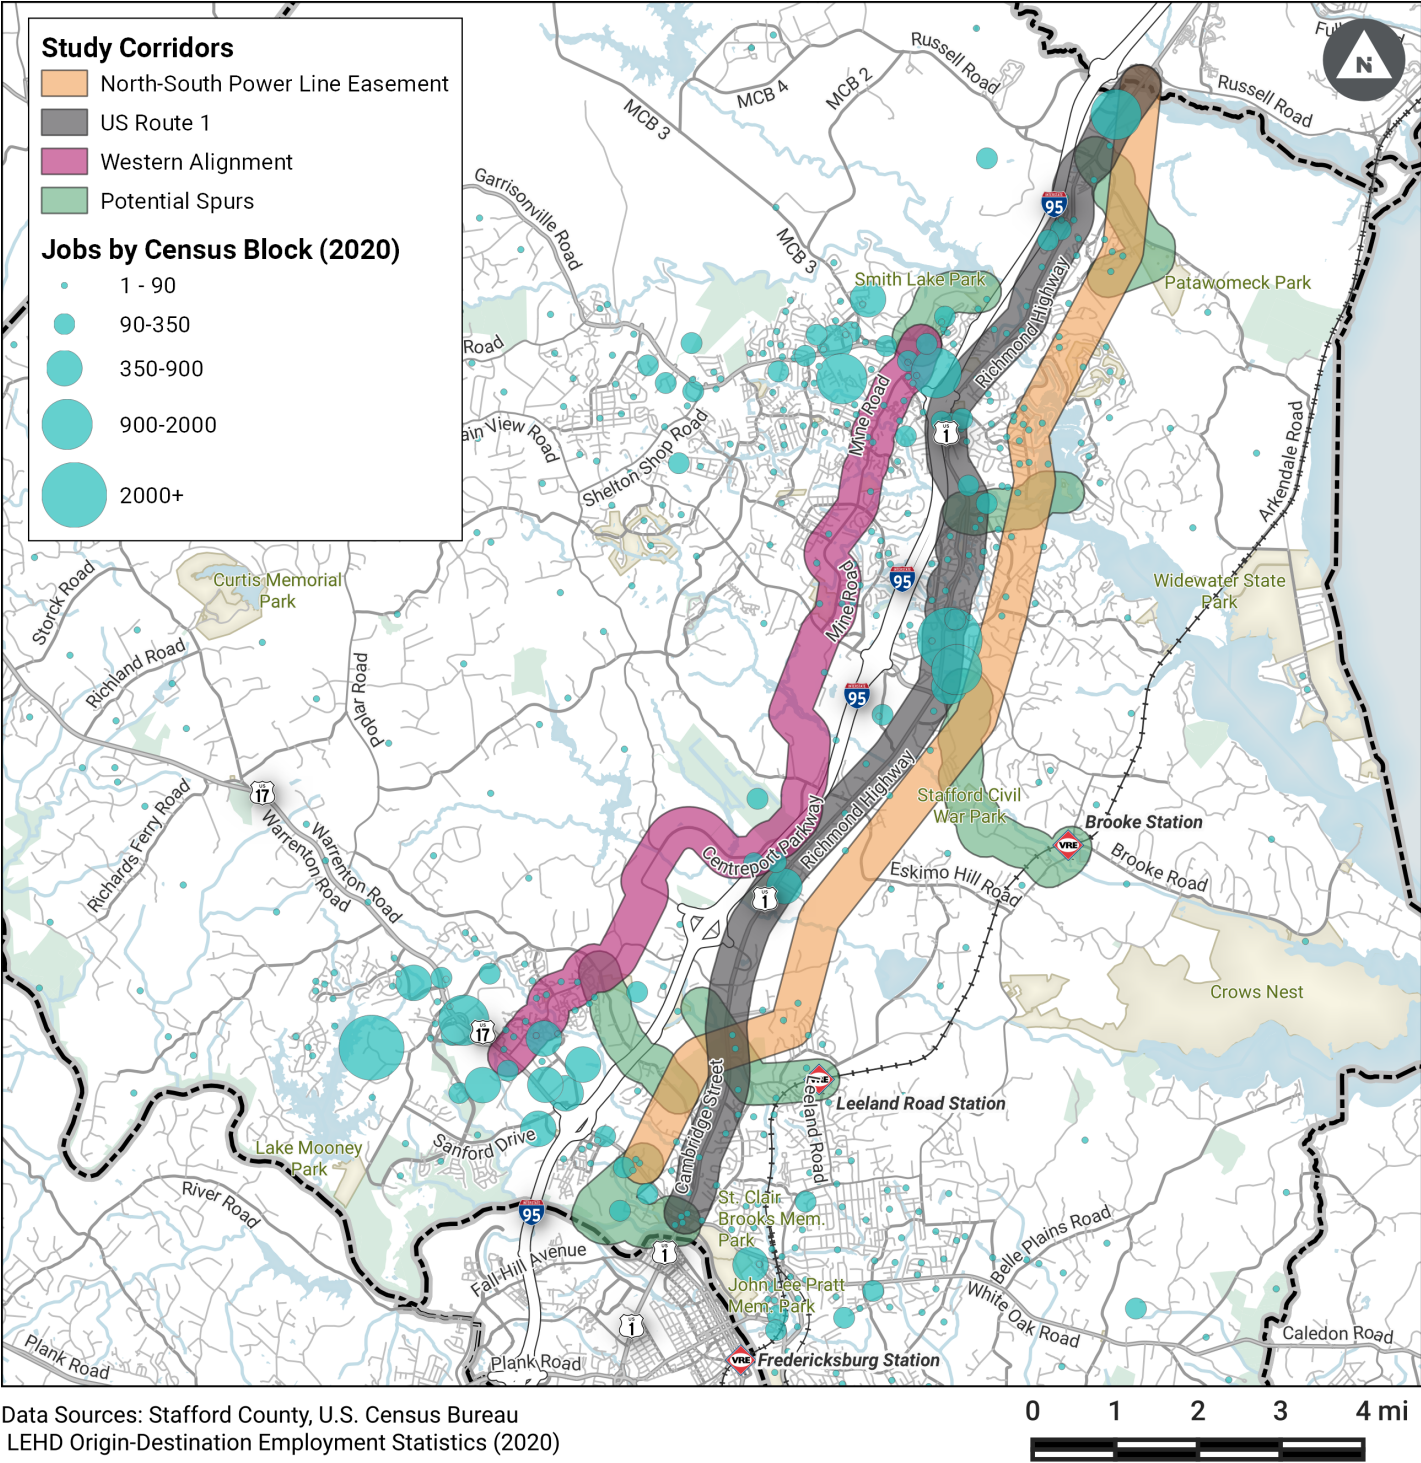 Study Corridors
North-South Power Line Easement
US Route 1
Western Alignment
Potential Spurs
Jobs by Census Block (2020)
1 - 90
90-350
350-900
900-2000
2000+
N
Russell Road
Russell Road
MCB 4
MCB 2
MCB 3
MCB 3
Garrisonville Road
95
Smith Lake Park
Patawomeck Park
Richmond Highway
Road
Mine Road
US
1
Arkendale Road
View Road
Shelton Shop Road
Curtis Memorial
Park
Storck Road
95
Mine Road
Widewater State
Park
Richland Road
Poplar Road
95
US
17
Richards Ferry Road
Warrenton Road
Warrenton Road
Richmond Highway
Stafford Civil
War Park
Centreport Parkway
Brooke Station
VRE
Brooke Road
Eskimo Hill Road
US
1
Crows Nest
US
17
Cambridge Street
Leeland Road Station
Leeland Road
Sanford Drive
Lake Mooney
Park
River Road
95
St. Clair
Brooks Mem.
Park
US
1
Fall Hill Avenue
Belle Plains Road
John Lee Pratt
Mem. Park
White Oak Road
US
1
Caledon Road
Plank Road
Plank Road
VRE
Fredericksburg Station
Data Sources: Stafford County, U.S. Census Bureau
LEHD Origin-Destination Employment Statistics (2020)
0 1 2 3 4 mi